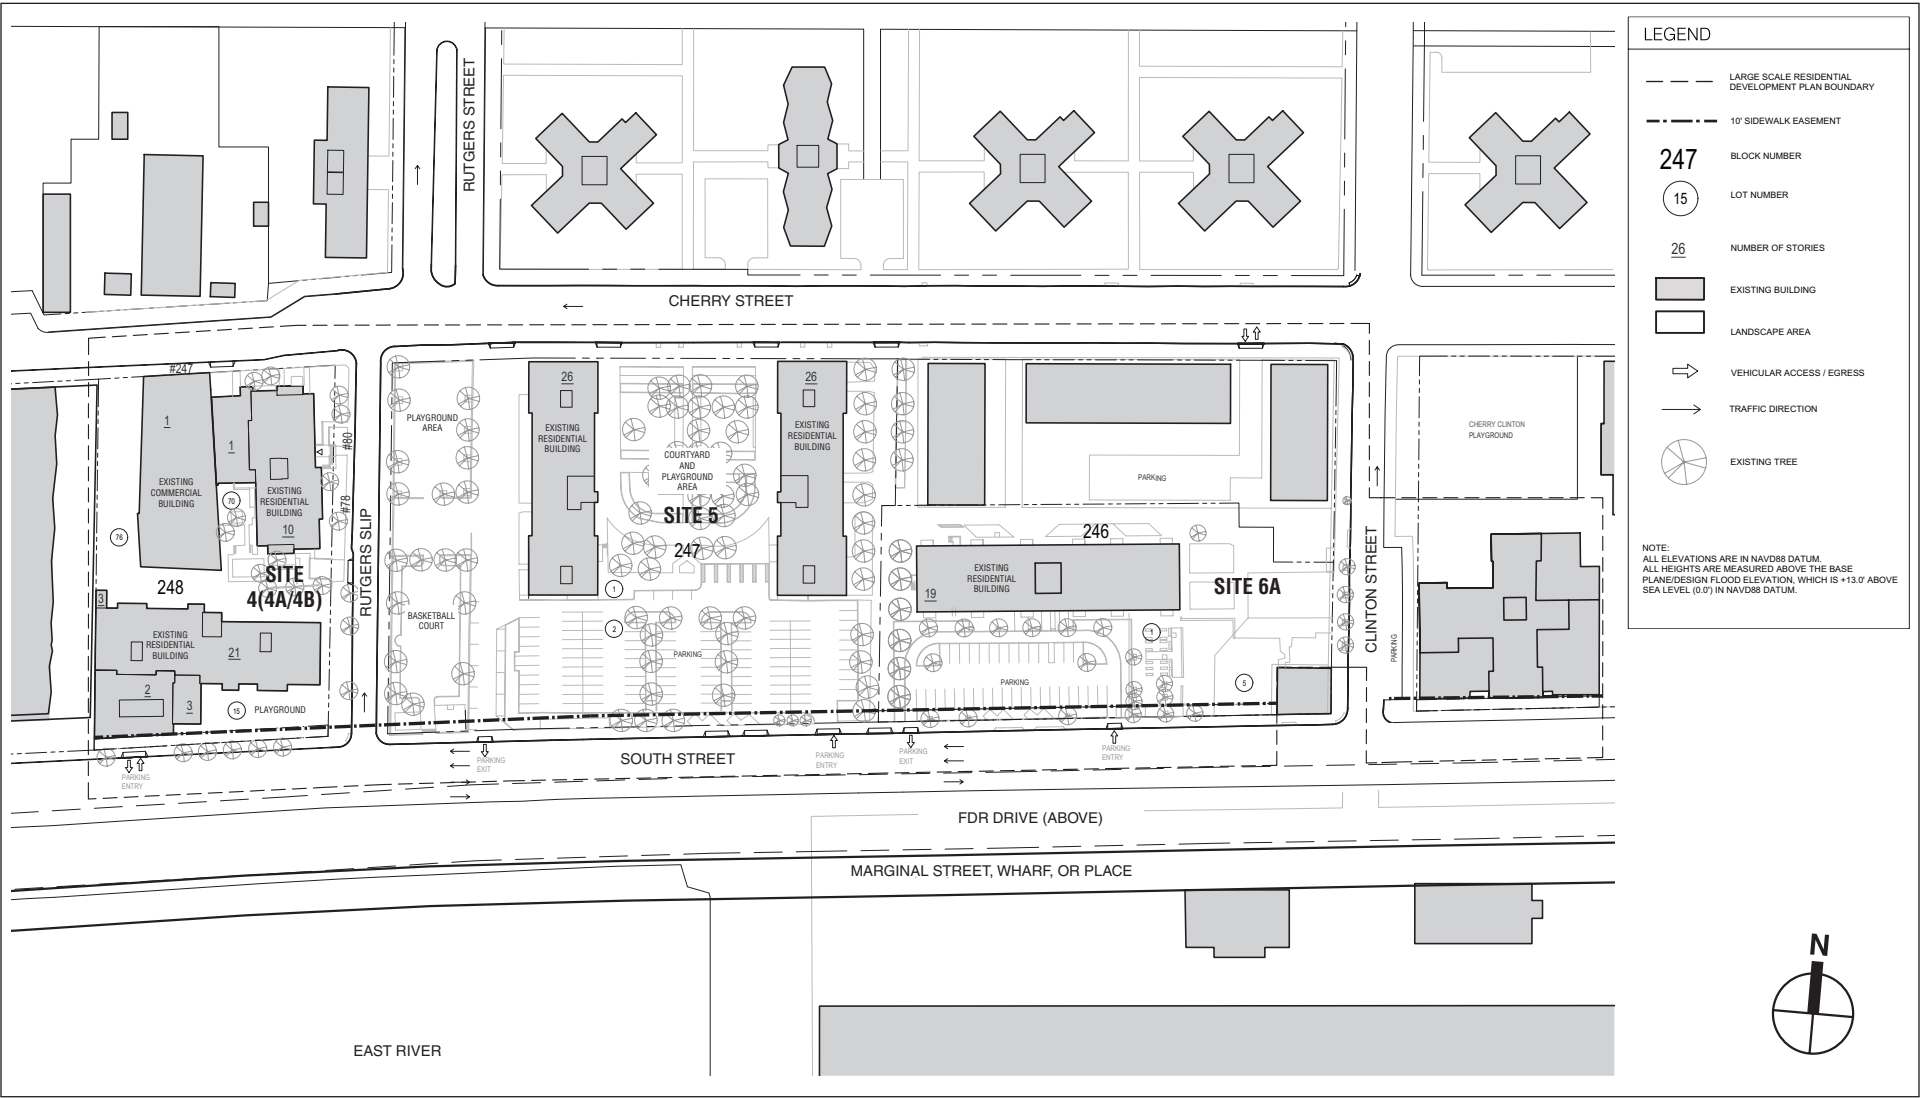 LEGEND
LARGE SCALE RESIDENTIAL
DEVELOPMENT PLAN BOUNDARY
10' SIDEWALK EASEMENT
247
BLOCK NUMBER
15
LOT NUMBER
26
NUMBER OF STORIES
EXISTING BUILDING
LANDSCAPE AREA
VEHICULAR ACCESS / EGRESS
TRAFFIC DIRECTION
EXISTING TREE
NOTE:
ALL ELEVATIONS ARE IN NAVD88 DATUM.
ALL HEIGHTS ARE MEASURED ABOVE THE BASE
PLANE/DESIGN FLOOD ELEVATION, WHICH IS +13.0' ABOVE
SEA LEVEL (0.0') IN NAVD88 DATUM.
N
RUTGERS STREET
CHERRY STREET
#247
1
EXISTING
COMMERCIAL
BUILDING
1
70
76
EXISTING
RESIDENTIAL
BUILDING
10
#80
#78
SITE
4(4A/4B)
248
3
EXISTING
RESIDENTIAL
BUILDING
21
2
3
15
PLAYGROUND
PARKING
ENTRY
RUTGERS SLIP
PLAYGROUND
AREA
BASKETBALL
COURT
26
EXISTING
RESIDENTIAL
BUILDING
COURTYARD
AND
PLAYGROUND
AREA
SITE 5
247
26
EXISTING
RESIDENTIAL
BUILDING
1
2
PARKING
PARKING
EXIT
SOUTH STREET
PARKING
ENTRY
PARKING
EXIT
PARKING
ENTRY
PARKING
246
EXISTING
RESIDENTIAL
BUILDING
19
SITE 6A
1
5
PARKING
CLINTON STREET
PARKING
CHERRY CLINTON
PLAYGROUND
FDR DRIVE (ABOVE)
MARGINAL STREET, WHARF, OR PLACE
EAST RIVER